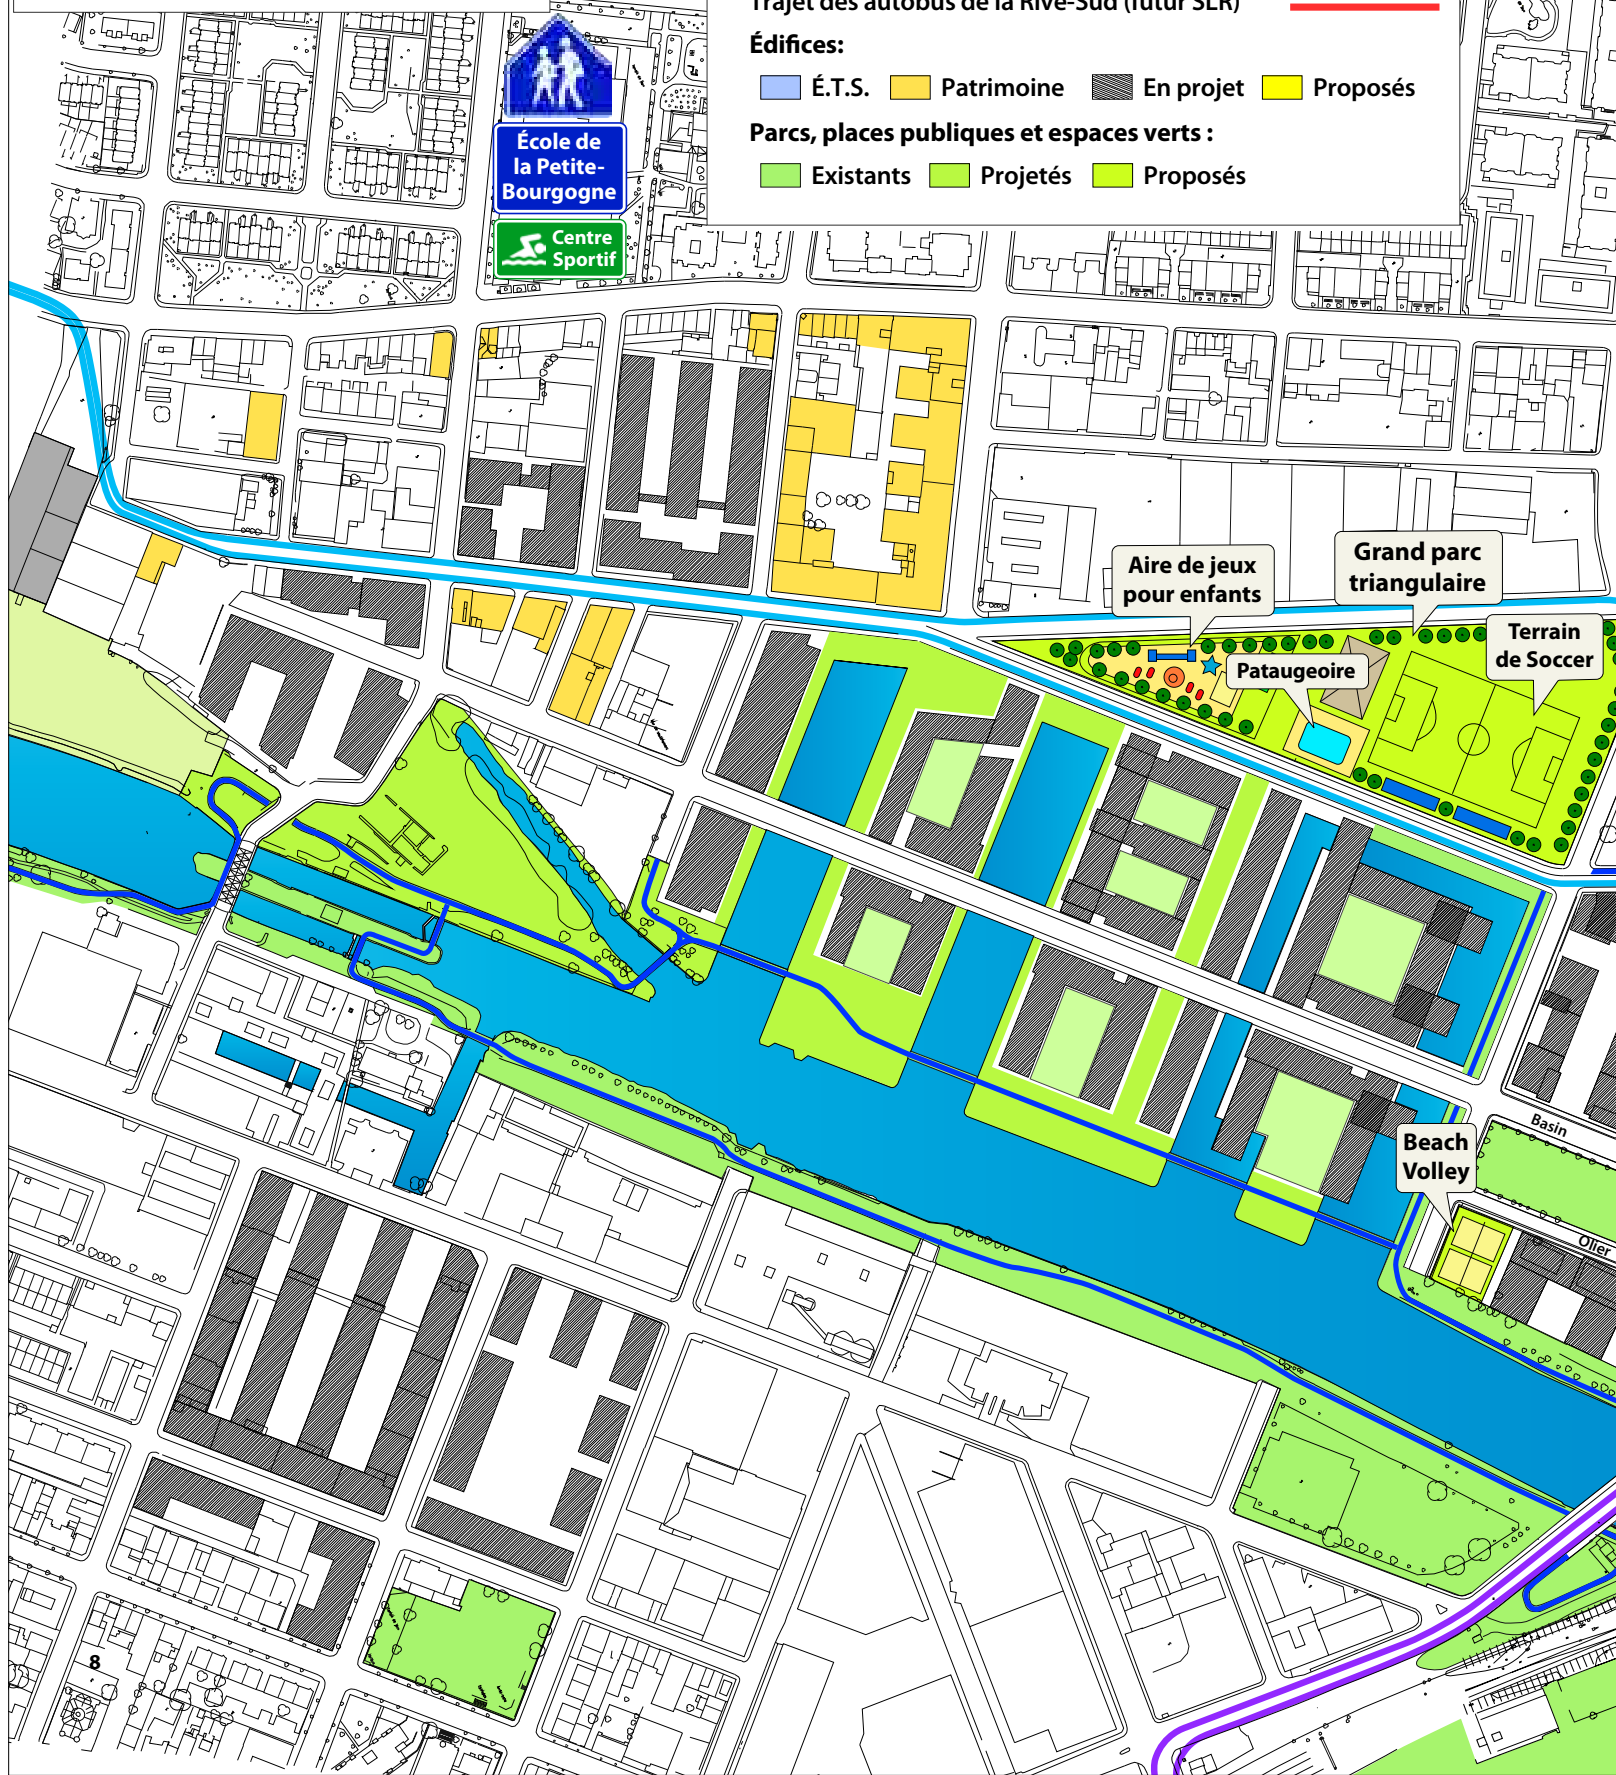 Trajet des autobus de la Rive-Sud (futur SLR)
Édifices:
É.T.S. Patrimoine En projet Proposés
Parcs, places publiques et espaces verts :
Existants Projetés Proposés
École de
la Petite-
Bourgogne
Centre
Sportif
Aire de jeux
pour enfants
Grand parc
triangulaire
Terrain
de Soccer
Pataugeoire
Basin
Beach
Volley
Olier
8